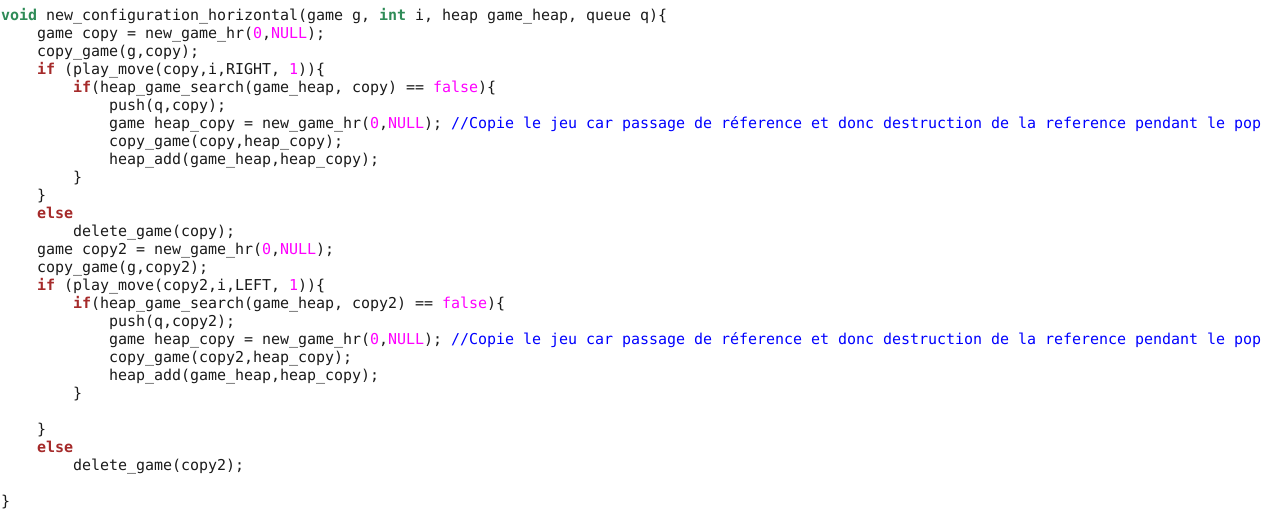 void new_configuration_horizontal(game g, int i, heap game_heap, queue q){
    game copy = new_game_hr(0,NULL);
    copy_game(g,copy);
    if (play_move(copy,i,RIGHT, 1)){
        if(heap_game_search(game_heap, copy) == false){
            push(q,copy);
            game heap_copy = new_game_hr(0,NULL); //Copie le jeu car passage de réference et donc destruction de la reference pendant le pop
            copy_game(copy,heap_copy);
            heap_add(game_heap,heap_copy);
        }
    }
    else
        delete_game(copy);
    game copy2 = new_game_hr(0,NULL);
    copy_game(g,copy2);
    if (play_move(copy2,i,LEFT, 1)){
        if(heap_game_search(game_heap, copy2) == false){
            push(q,copy2);
            game heap_copy = new_game_hr(0,NULL); //Copie le jeu car passage de réference et donc destruction de la reference pendant le pop
            copy_game(copy2,heap_copy);
            heap_add(game_heap,heap_copy);
        }

    }
    else
        delete_game(copy2);

}